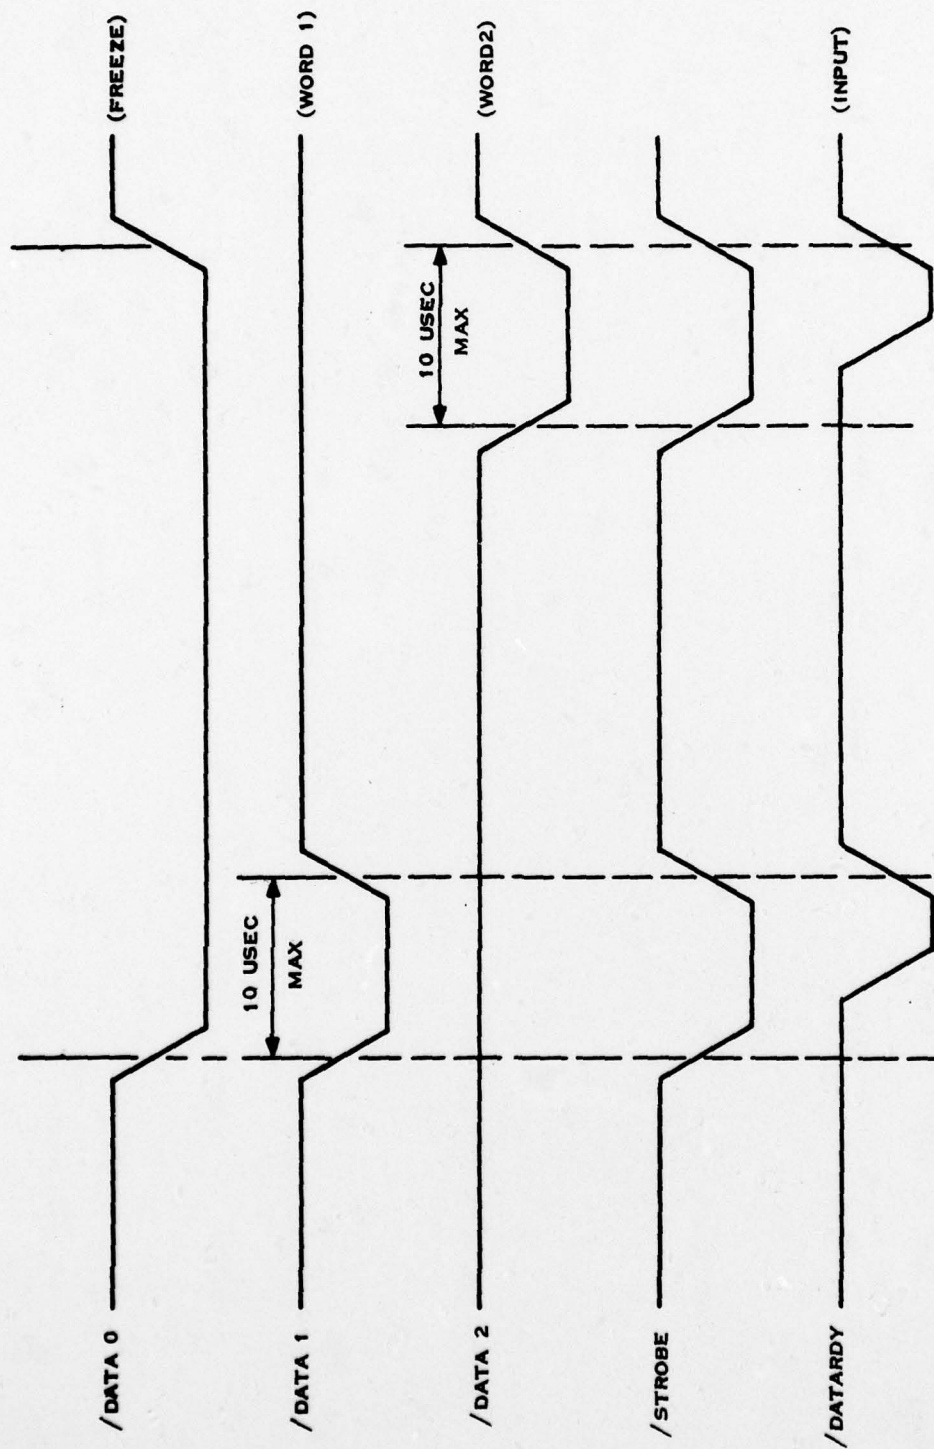 /DATA 0
(FREEZE)
10 USEC
MAX
/DATA 1
(WORD 1)
10 USEC
MAX
/DATA 2
(WORD2)
/STROBE
/DATARDY
(INPUT)